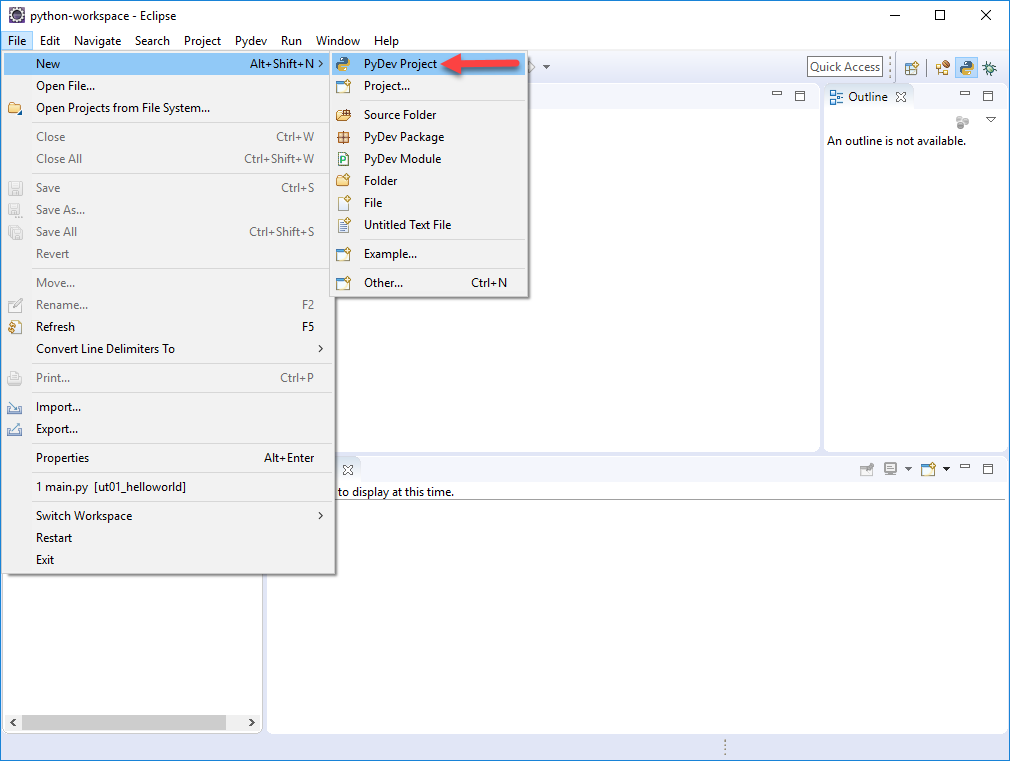 python-workspace - Eclipse
File Edit Navigate Search Project Pydev Run Window Help
New Alt+Shift+N
Open File...
Open Projects from File System...
Close Ctrl+W
Close All Ctrl+Shift+W
Save Ctrl+S
Save As...
Save All Ctrl+Shift+S
Revert
Move...
Rename... F2
Refresh F5
Convert Line Delimiters To
Print... Ctrl+P
Import...
Export...
Properties Alt+Enter
1 main.py [ut01_helloworld]
Switch Workspace
Restart
Exit
PyDev Project
Project...
Source Folder
PyDev Package
PyDev Module
Folder
File
Untitled Text File
Example...
Other... Ctrl+N
Quick Access
Outline
An outline is not available.
to display at this time.